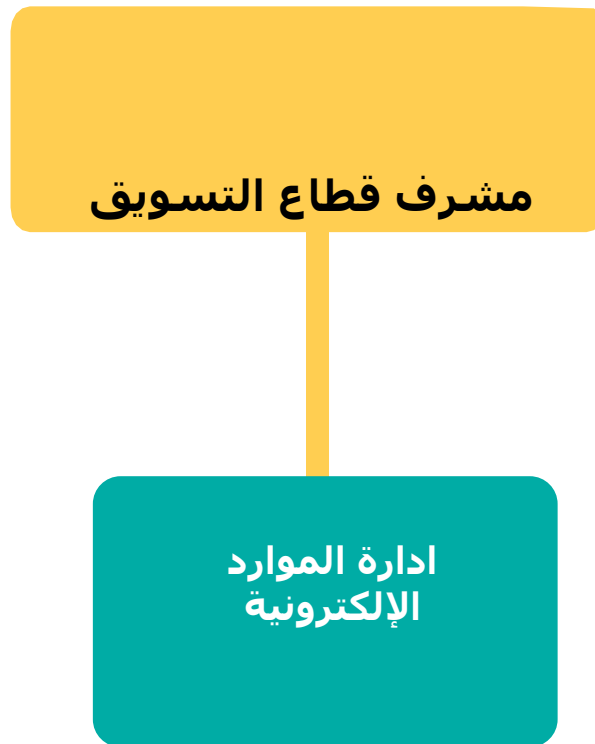 مشرف قطاع التسويق
ادارة الموارد
الإلكترونية